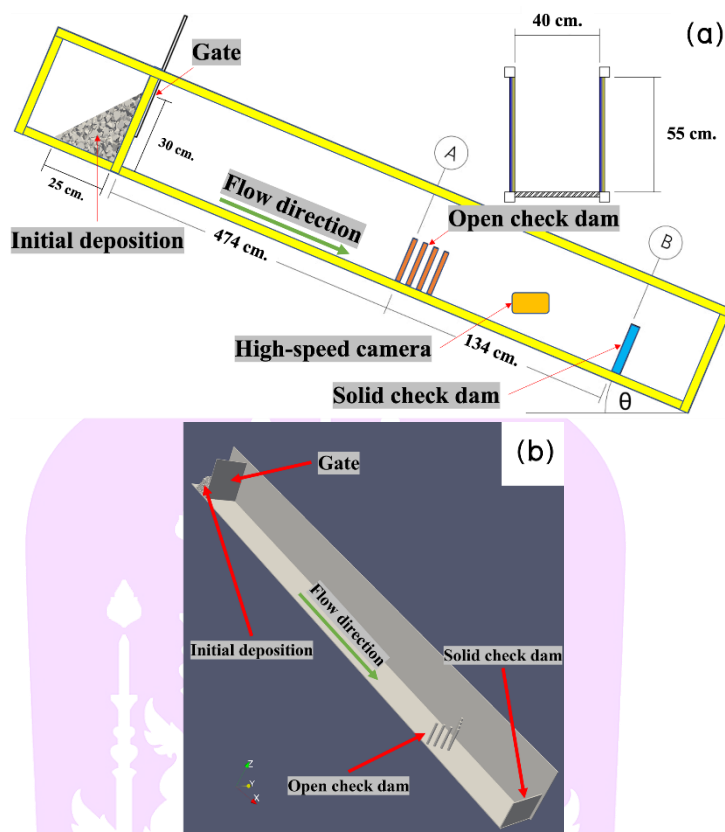 40 cm.
(a)
Gate
55 cm.
30 cm.
A
25 cm.
Flow direction
Open check dam
B
Initial deposition
474 cm.
High-speed camera
134 cm.
Solid check dam
θ
(b)
Gate
Flow direction
Initial deposition
Solid check dam
Open check dam
Z
Y
X